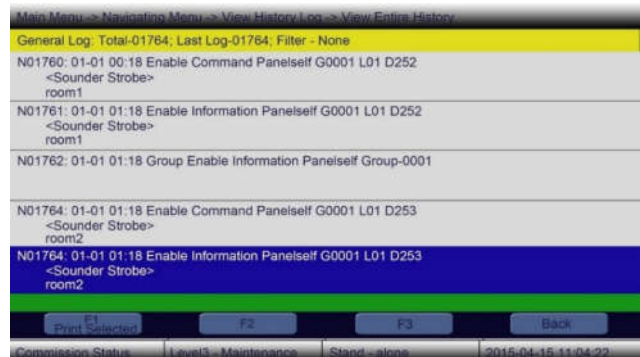 Main Menu -> Navigating Menu -> View History Log -> View Entire History
General Log: Total-01764; Last Log-01764; Filter - None
N01760: 01-01 00:18 Enable Command Panelself G0001 L01 D252
<Sounder Strobe>
room1
N01761: 01-01 01:18 Enable Information Panelself G0001 L01 D252
<Sounder Strobe>
room1
N01762: 01-01 01:18 Group Enable Information Panelself Group-0001
N01764: 01-01 01:18 Enable Command Panelself G0001 L01 D253
<Sounder Strobe>
room2
N01764: 01-01 01:18 Enable Information Panelself G0001 L01 D253
<Sounder Strobe>
room2
F1 F2 F3 Back
Print Selected
Commission Status Level3 - Maintenance Stand - alone 2015-04-15 11:04:22